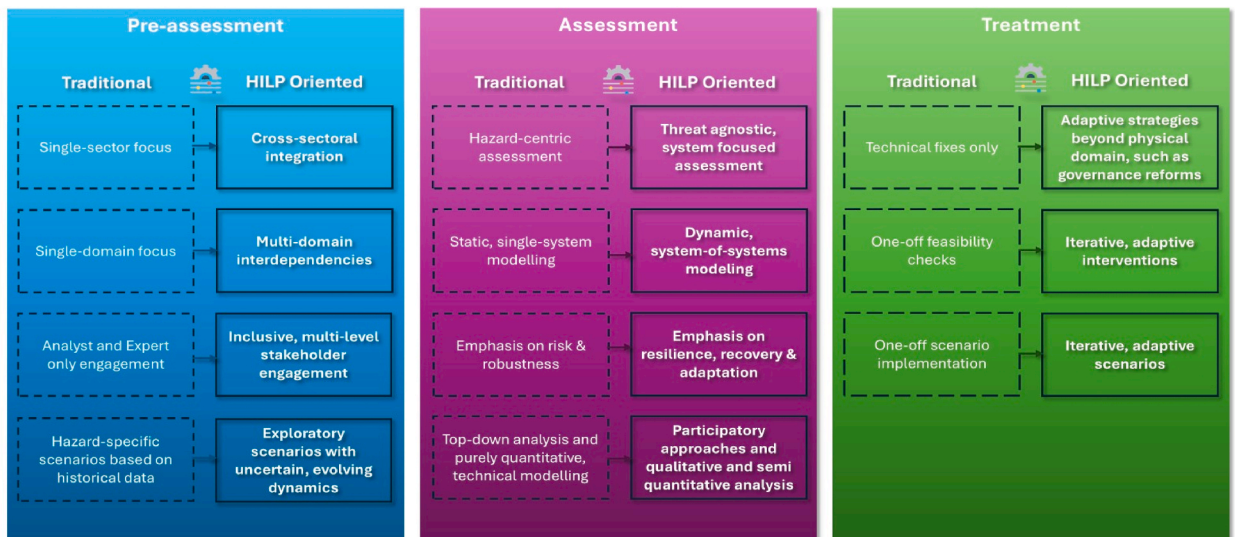 Pre-assessment
Traditional
HILP Oriented
Single-sector focus
Cross-sectoral
integration
Single-domain focus
Multi-domain
interdependencies
Analyst and Expert
only engagement
Inclusive, multi-level
stakeholder
engagement
Hazard-specific
scenarios based on
historical data
Exploratory
scenarios with
uncertain, evolving
dynamics
Assessment
Traditional
HILP Oriented
Hazard-centric
assessment
Threat agnostic,
system focused
assessment
Static, single-system
modelling
Dynamic,
system-of-systems
modeling
Emphasis on risk &
robustness
Emphasis on
resilience, recovery &
adaptation
Top-down analysis and
purely quantitative,
technical modelling
Participatory
approaches and
qualitative and semi
quantitative analysis
Treatment
Traditional
HILP Oriented
Technical fixes only
Adaptive strategies
beyond physical
domain, such as
governance reforms
One-off feasibility
checks
Iterative, adaptive
interventions
One-off scenario
implementation
Iterative, adaptive
scenarios